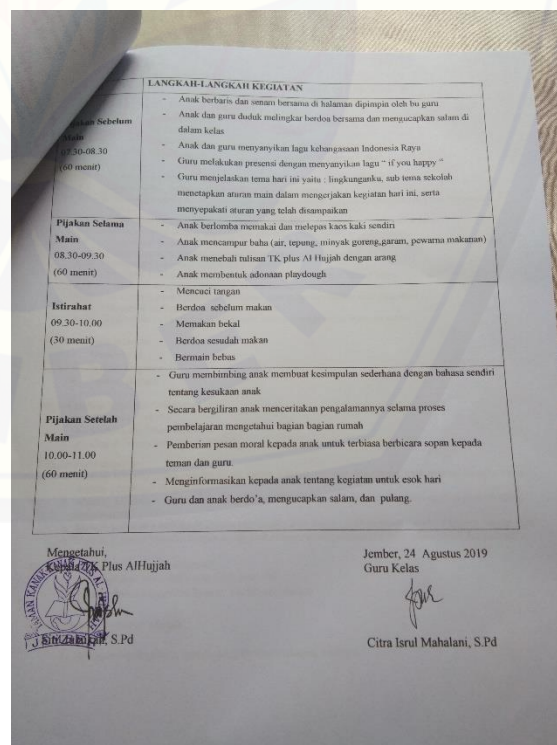 LANGKAH-LANGKAH KEGIATAN
Pijakan Sebelum
Main
07.30-08.30
(60 menit)
- Anak berbaris dan senam bersama di halaman dipimpin oleh bu guru
- Anak dan guru duduk melingkar berdoa bersama dan mengucapkan salam di
dalam kelas
- Anak dan guru menyanyikan lagu kebangsaan Indonesia Raya
- Guru melakukan presensi dengan menyanyikan lagu “ if you happy “
- Guru menjelaskan tema hari ini yaitu : lingkunganku, sub tema sekolah
menetapkan aturan main dalam mengerjakan kegiatan hari ini, serta
menyepakati aturan yang telah disampaikan
Pijakan Selama
Main
08.30-09.30
(60 menit)
- Anak berlomba memakai dan melepas kaos kaki sendiri
- Anak mencampur baha (air, tepung, minyak goreng,garam, pewarna makanan)
- Anak menebali tulisan TK plus Al Hujjah dengan arang
- Anak membentuk adonaan playdough
Istirahat
09.30-10.00
(30 menit)
- Mencuci tangan
- Berdoa sebelum makan
- Memakan bekal
- Berdoa sesudah makan
- Bermain bebas
Pijakan Setelah
Main
10.00-11.00
(60 menit)
- Guru membimbing anak membuat kesimpulan sederhana dengan bahasa sendiri
tentang kesukaan anak
- Secara bergiliran anak menceritakan pengalamannya selama proses
pembelajaran mengetahui bagian bagian rumah
- Pemberian pesan moral kepada anak untuk terbiasa berbicara sopan kepada
teman dan guru.
- Menginformasikan kepada anak tentang kegiatan untuk esok hari
- Guru dan anak berdo’a, mengucapkan salam, dan pulang.
Mengetahui,
Kepala TK Plus AlHujjah
S.Pd
Jember, 24 Agustus 2019
Guru Kelas
Citra Isrul Mahalani, S.Pd